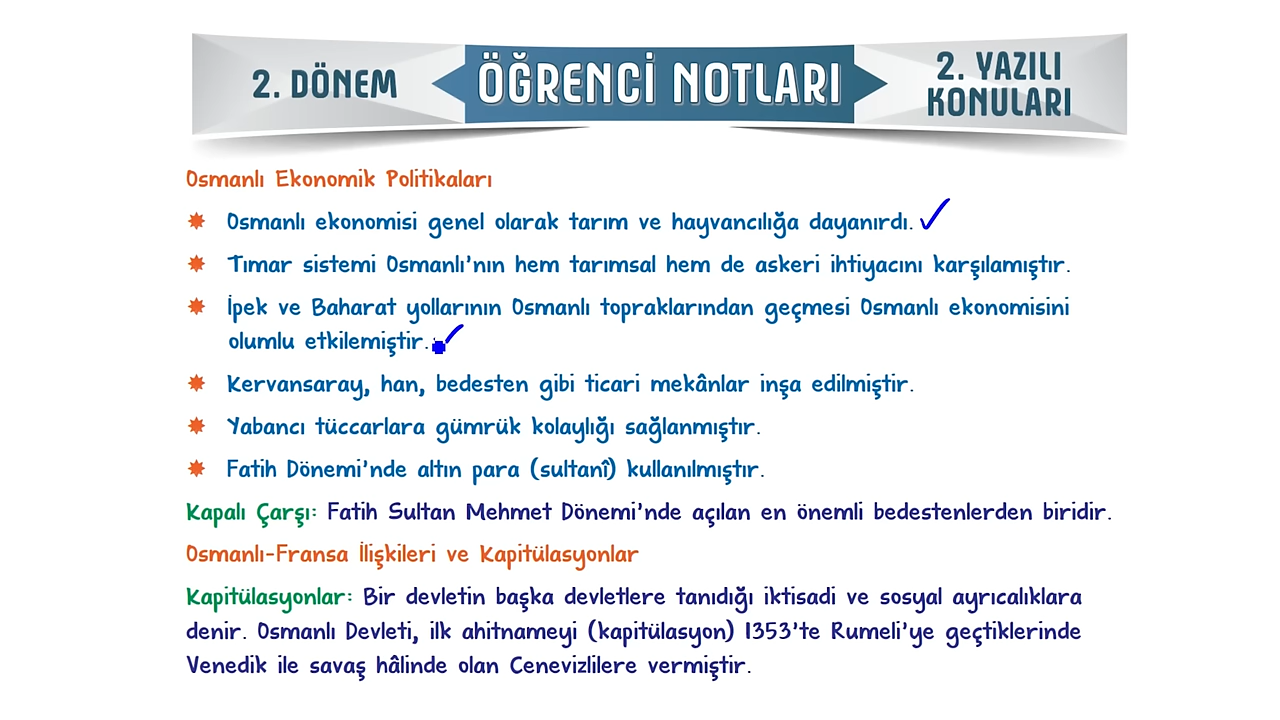 2. DÖNEM
ÖĞRENCİ NOTLARI
2. YAZILI
KONULARI
Osmanlı Ekonomik Politikaları
Osmanlı ekonomisi genel olarak tarım ve hayvancılığa dayanırdı.
Tımar sistemi Osmanlı'nın hem tarımsal hem de askeri ihtiyacını karşılamıştır.
İpek ve Baharat yollarının Osmanlı topraklarından geçmesi Osmanlı ekonomisini
olumlu etkilemiştir.
Kervansaray, han, bedesten gibi ticari mekânlar inşa edilmiştir.
Yabancı tüccarlara gümrük kolaylığı sağlanmıştır.
Fatih Dönemi'nde altın para (sultanî) kullanılmıştır.
Kapalı Çarşı: Fatih Sultan Mehmet Dönemi'nde açılan en önemli bedestenlerden biridir.
Osmanlı-Fransa İlişkileri ve Kapitülasyonlar
Kapitülasyonlar: Bir devletin başka devletlere tanıdığı iktisadi ve sosyal ayrıcalıklara
denir. Osmanlı Devleti, ilk ahitnameyi (kapitülasyon) 1353'te Rumeli'ye geçtiklerinde
Venedik ile savaş hâlinde olan Cenevizlilere vermiştir.